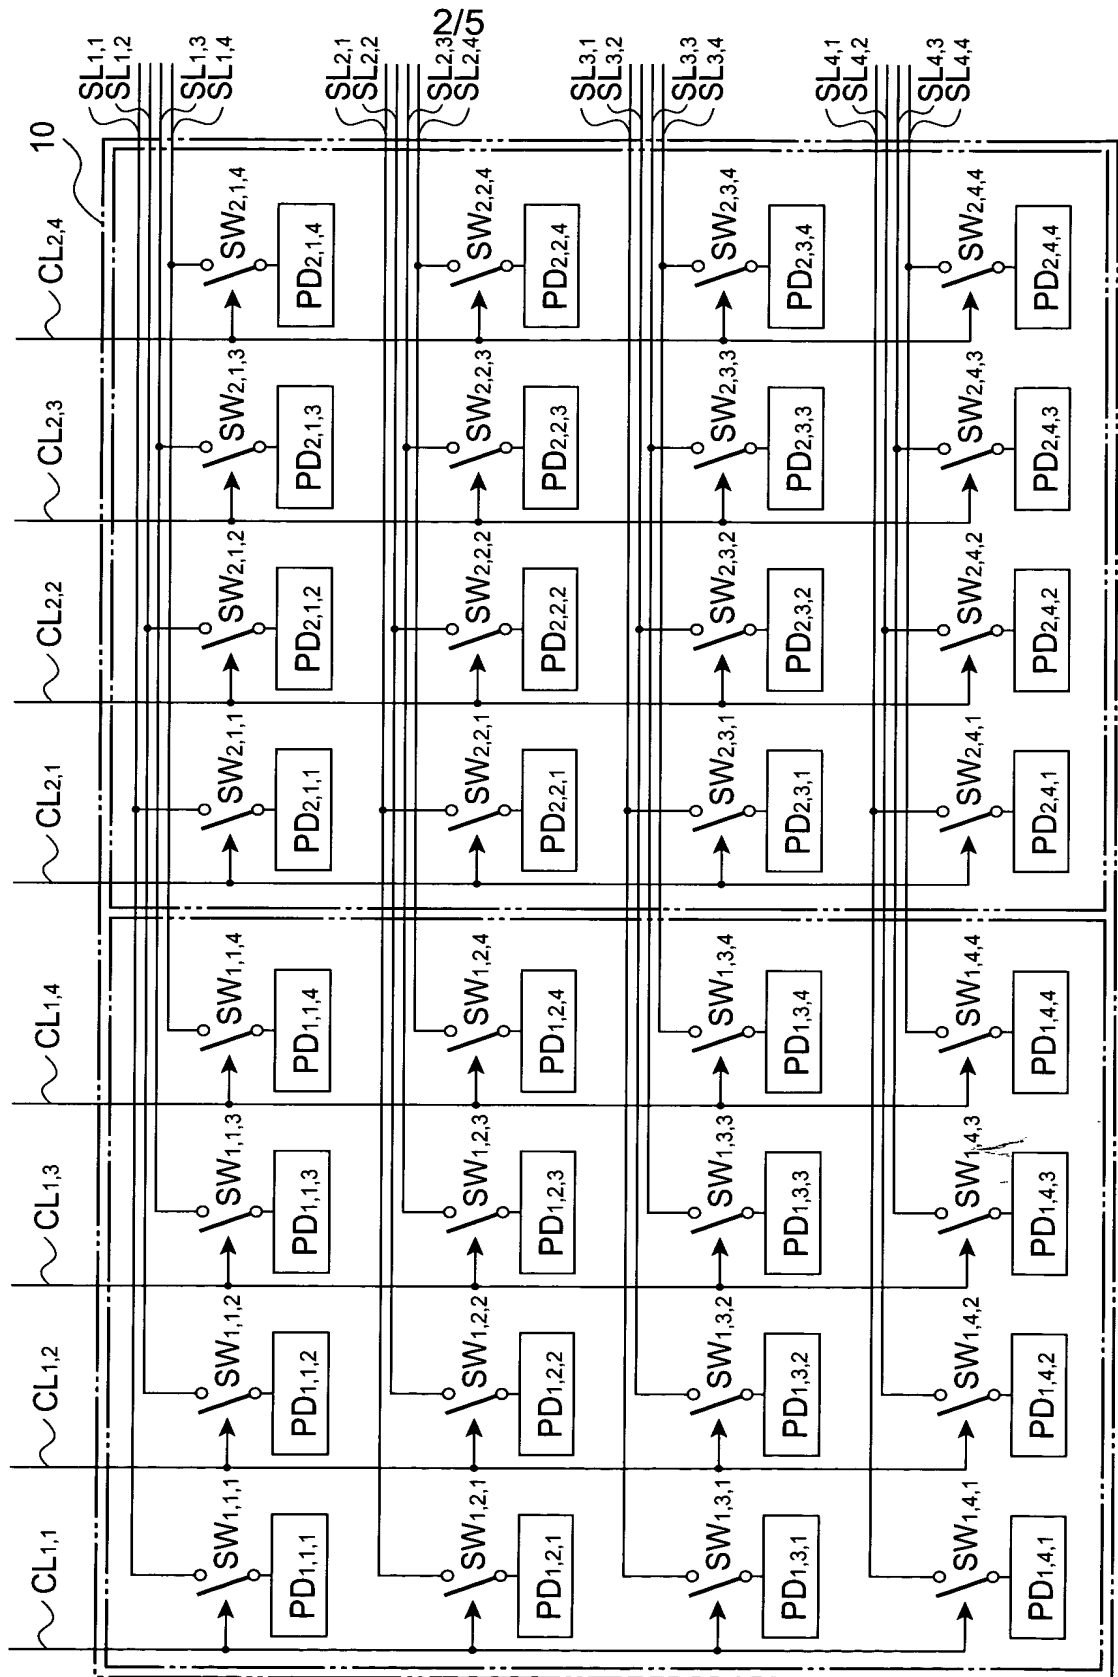 2/5
CL1,1
CL1,2
CL1,3
CL1,4
CL2,1
CL2,2
CL2,3
CL2,4
10
SL1,1
SL1,2
SL1,3
SL1,4
SW1,1,1
SW1,1,2
SW1,1,3
SW1,1,4
SW2,1,1
SW2,1,2
SW2,1,3
SW2,1,4
PD1,1,1
PD1,1,2
PD1,1,3
PD1,1,4
PD2,1,1
PD2,1,2
PD2,1,3
PD2,1,4
SL2,1
SL2,2
SL2,3
SL2,4
SW1,2,1
SW1,2,2
SW1,2,3
SW1,2,4
SW2,2,1
SW2,2,2
SW2,2,3
SW2,2,4
PD1,2,1
PD1,2,2
PD1,2,3
PD1,2,4
PD2,2,1
PD2,2,2
PD2,2,3
PD2,2,4
SL3,1
SL3,2
SL3,3
SL3,4
SW1,3,1
SW1,3,2
SW1,3,3
SW1,3,4
SW2,3,1
SW2,3,2
SW2,3,3
SW2,3,4
PD1,3,1
PD1,3,2
PD1,3,3
PD1,3,4
PD2,3,1
PD2,3,2
PD2,3,3
PD2,3,4
SL4,1
SL4,2
SL4,3
SL4,4
SW1,4,1
SW1,4,2
SW1,4,3
SW1,4,4
SW2,4,1
SW2,4,2
SW2,4,3
SW2,4,4
PD1,4,1
PD1,4,2
PD1,4,3
PD1,4,4
PD2,4,1
PD2,4,2
PD2,4,3
PD2,4,4